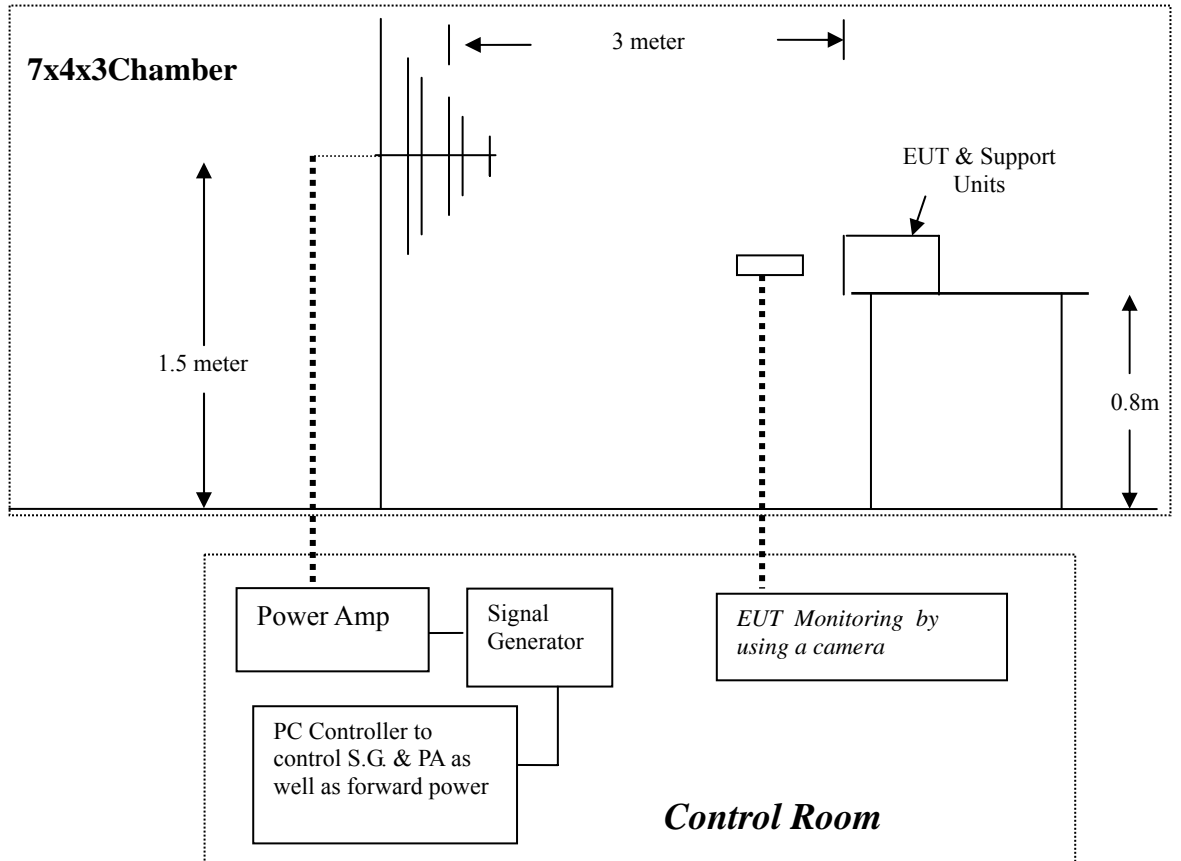 3 meter
7x4x3Chamber
EUT & Support
Units
1.5 meter
0.8m
Power Amp
Signal
Generator
EUT Monitoring by
using a camera
PC Controller to
control S.G. & PA as
well as forward power
Control Room